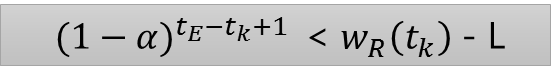 (1 − α)^{t_E−t_k+1} < w_R(t_k) - L